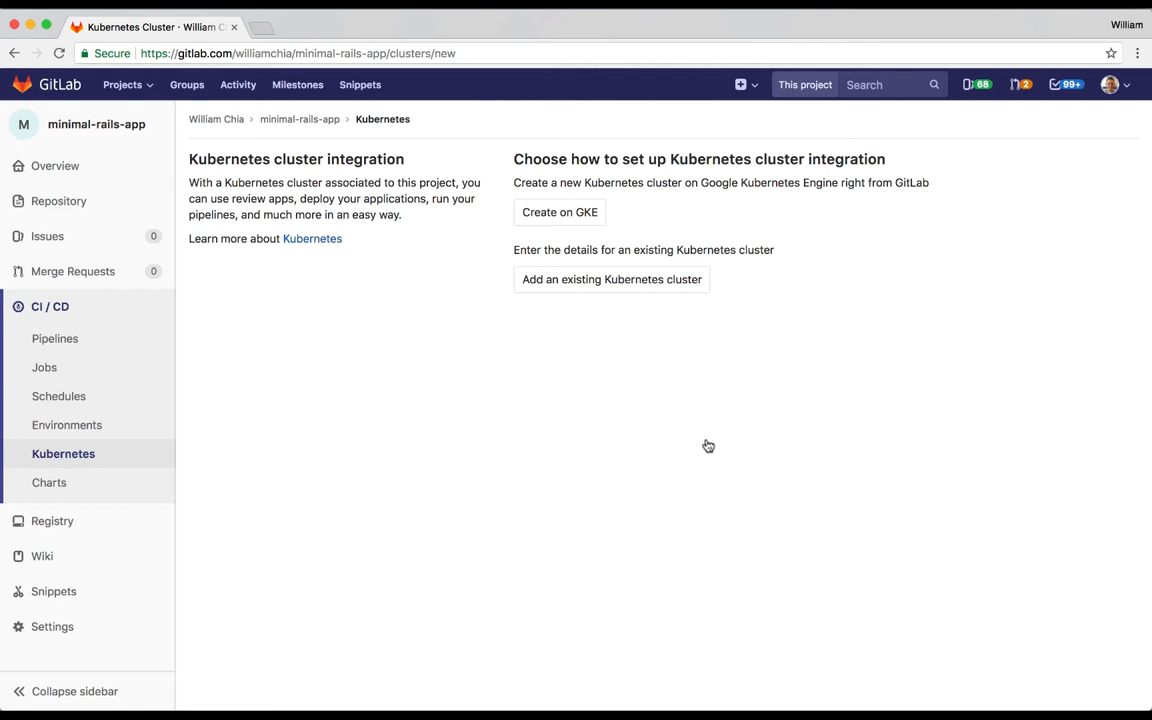 Kubernetes Cluster · William C
William
Secure https://gitlab.com/williamchia/minimal-rails-app/clusters/new
GitLab Projects Groups Activity Milestones Snippets This project Search 68 2 99+
M minimal-rails-app
Overview
Repository
Issues 0
Merge Requests 0
CI / CD
Pipelines
Jobs
Schedules
Environments
Kubernetes
Charts
Registry
Wiki
Snippets
Settings
Collapse sidebar
William Chia › minimal-rails-app › Kubernetes
Kubernetes cluster integration
With a Kubernetes cluster associated to this project, you
can use review apps, deploy your applications, run your
pipelines, and much more in an easy way.
Learn more about Kubernetes
Choose how to set up Kubernetes cluster integration
Create a new Kubernetes cluster on Google Kubernetes Engine right from GitLab
Create on GKE
Enter the details for an existing Kubernetes cluster
Add an existing Kubernetes cluster